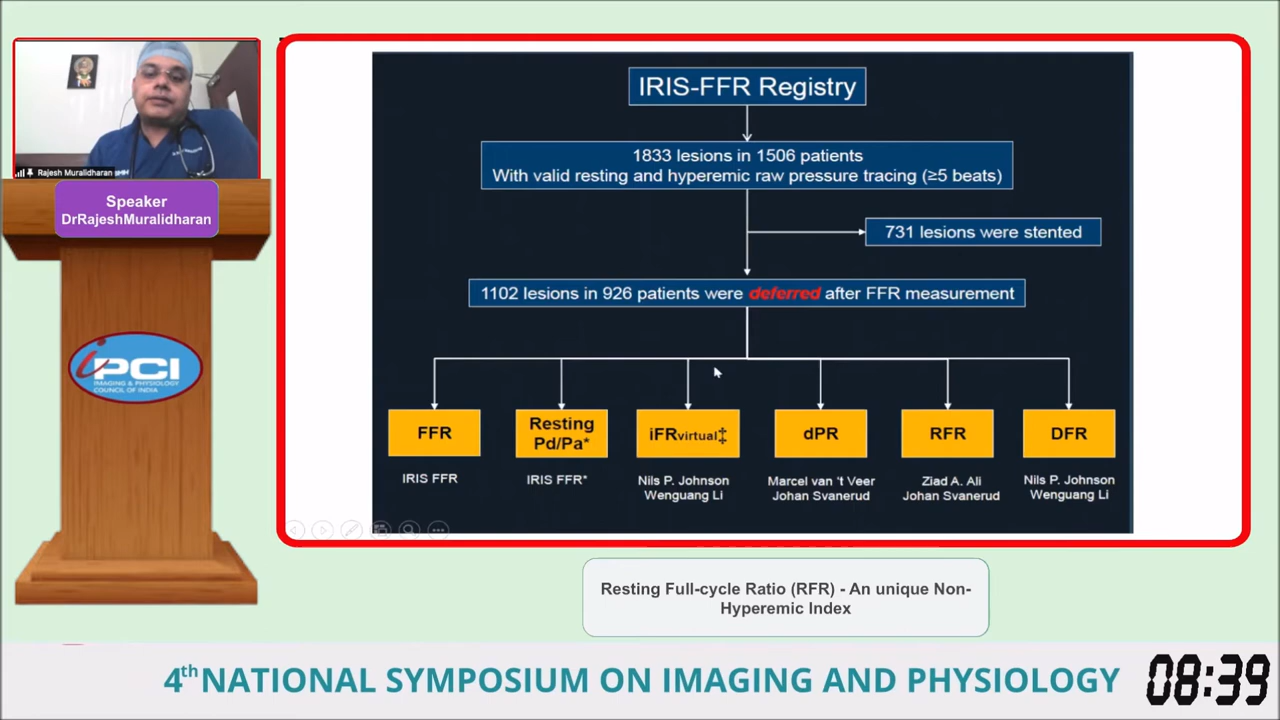 IRIS-FFR Registry
1833 lesions in 1506 patients
With valid resting and hyperemic raw pressure tracing (≥5 beats)
731 lesions were stented
1102 lesions in 926 patients were deferred after FFR measurement
FFR
Resting
Pd/Pa*
iFRvirtual‡
dPR
RFR
DFR
IRIS FFR
IRIS FFR*
Nils P. Johnson
Wenguang Li
Marcel van 't Veer
Johan Svanerud
Ziad A. Ali
Johan Svanerud
Nils P. Johnson
Wenguang Li
Rajesh Muralidharan
Speaker
DrRajeshMuralidharan
iPCI
IMAGING & PHYSIOLOGY
COUNCIL OF INDIA
Resting Full-cycle Ratio (RFR) - An unique Non-
Hyperemic Index
4th NATIONAL SYMPOSIUM ON IMAGING AND PHYSIOLOGY
08:39